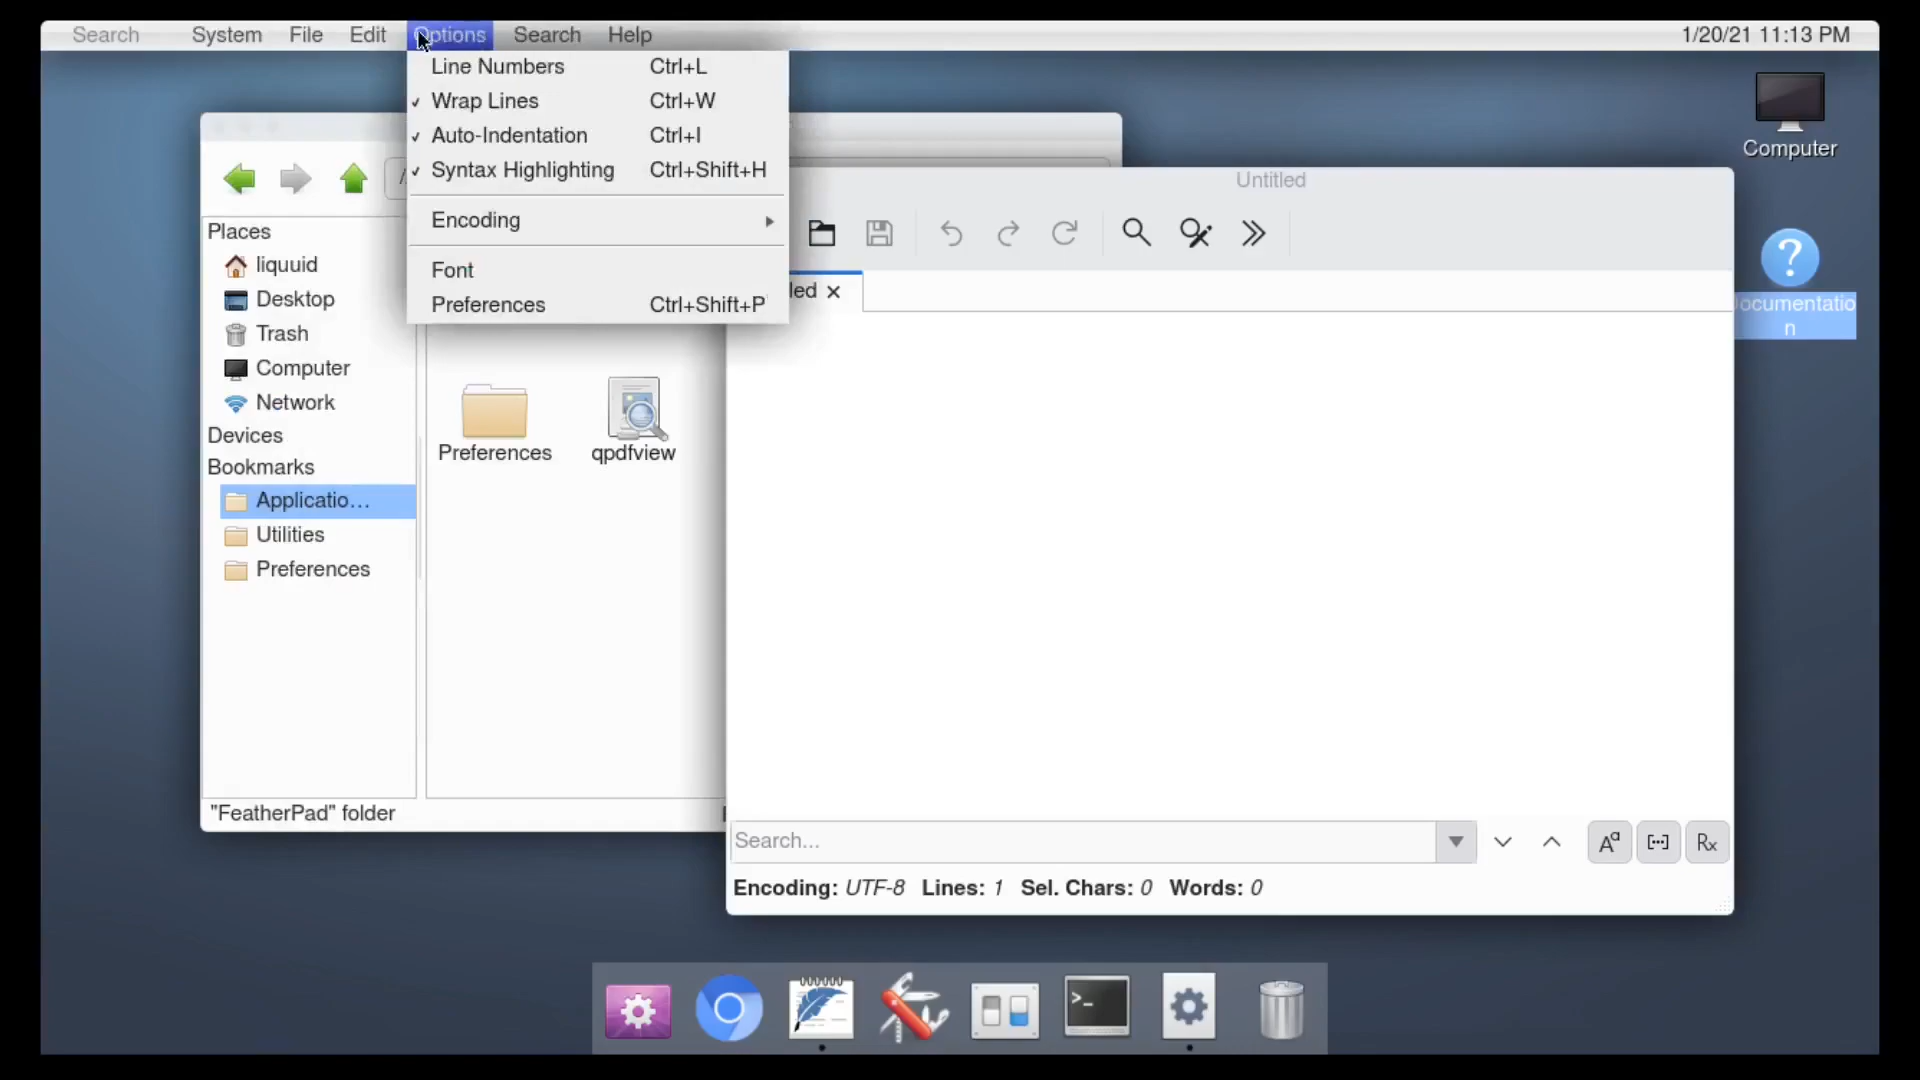 Search System File Edit Options Search Help 1/20/21 11:13 PM
Line Numbers Ctrl+L
✓ Wrap Lines Ctrl+W
✓ Auto-Indentation Ctrl+I
✓ Syntax Highlighting Ctrl+Shift+H
Encoding
Font
Preferences Ctrl+Shift+P
Computer
ocumentatio
n
/
Places
liquuid
Desktop
Trash
Computer
Network
Devices
Bookmarks
Applicatio...
Utilities
Preferences
Preferences
qpdfview
"FeatherPad" folder
Untitled
led
Search...
Aª [··] Rx
Encoding: UTF-8 Lines: 1 Sel. Chars: 0 Words: 0
>_